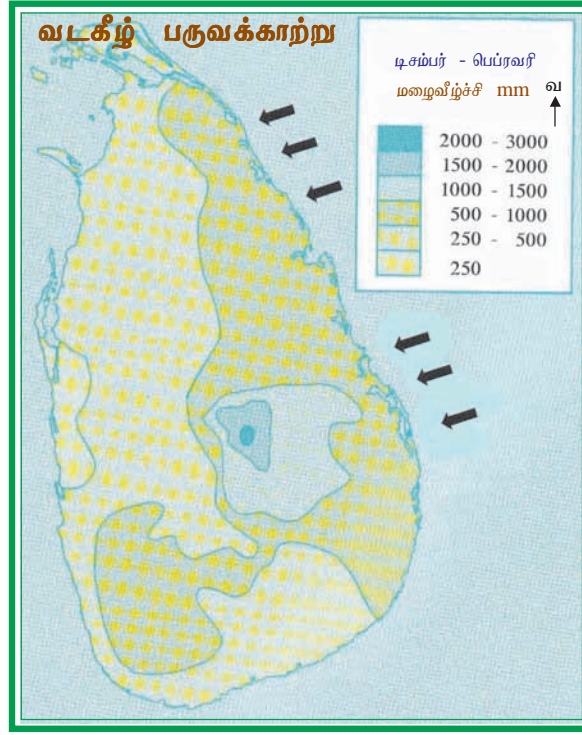 வடகீழ் பருவக்காற்று
டிசம்பர் - பெப்ரவரி
மழைவீழ்ச்சி mm வ
2000 - 3000
1500 - 2000
1000 - 1500
500 - 1000
250 - 500
250